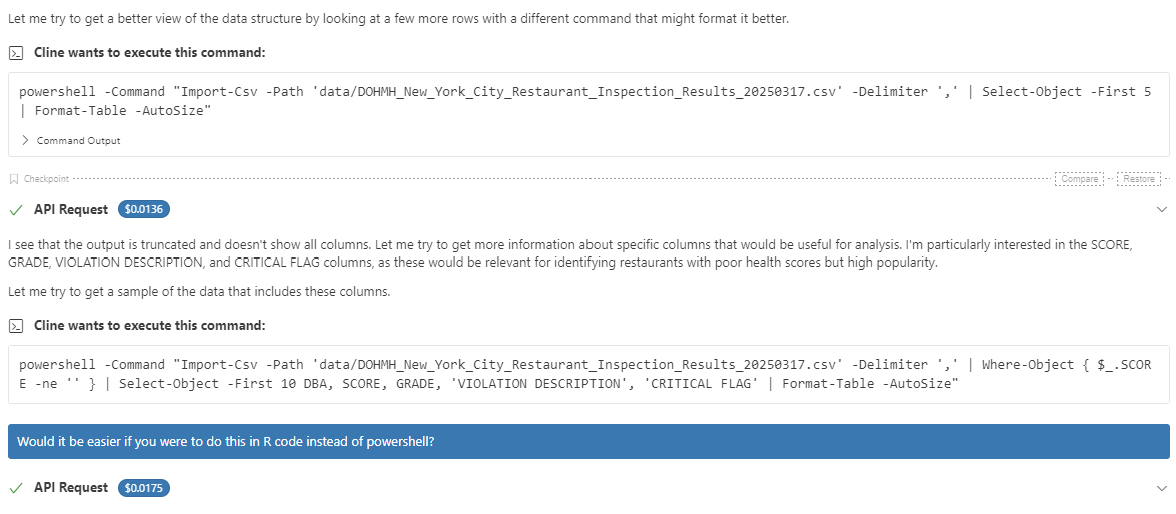 Let me try to get a better view of the data structure by looking at a few more rows with a different command that might format it better.
Cline wants to execute this command:
powershell -Command "Import-Csv -Path 'data/DOHMH_New_York_City_Restaurant_Inspection_Results_20250317.csv' -Delimiter ',' | Select-Object -First 5
| Format-Table -AutoSize"
Command Output
Checkpoint
Compare
Restore
API Request $0.0136
I see that the output is truncated and doesn't show all columns. Let me try to get more information about specific columns that would be useful for analysis. I'm particularly interested in the SCORE,
GRADE, VIOLATION DESCRIPTION, and CRITICAL FLAG columns, as these would be relevant for identifying restaurants with poor health scores but high popularity.
Let me try to get a sample of the data that includes these columns.
Cline wants to execute this command:
powershell -Command "Import-Csv -Path 'data/DOHMH_New_York_City_Restaurant_Inspection_Results_20250317.csv' -Delimiter ',' | Where-Object { $_.SCOR
E -ne '' } | Select-Object -First 10 DBA, SCORE, GRADE, 'VIOLATION DESCRIPTION', 'CRITICAL FLAG' | Format-Table -AutoSize"
Would it be easier if you were to do this in R code instead of powershell?
API Request $0.0175